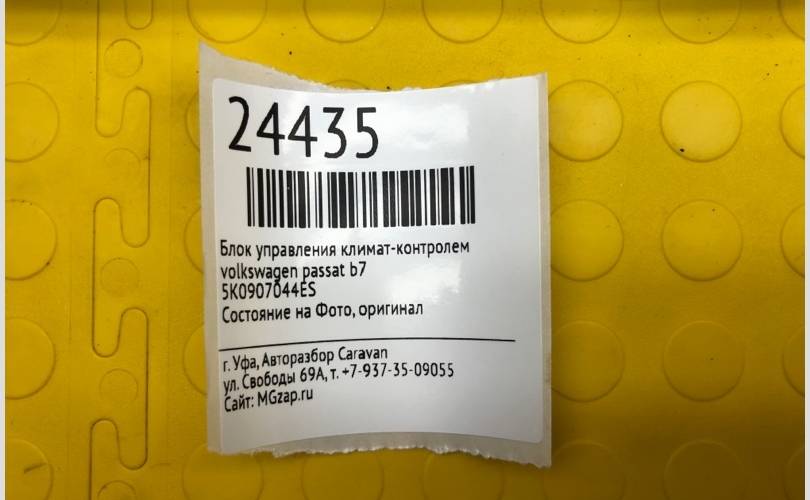 24435
Блок управления климат-контролем
volkswagen passat b7
5K0907044ES
Состояние на Фото, оригинал
г. Уфа, Авторазбор Caravan
ул. Свободы 69А, т. +7-937-35-09055
Сайт: MGzap.ru